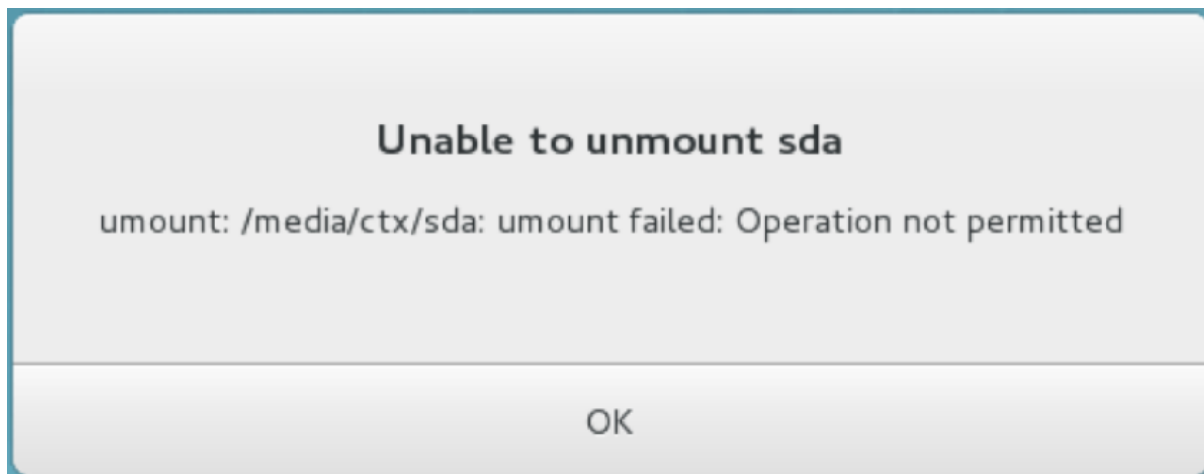 Unable to unmount sda
umount: /media/ctx/sda: umount failed: Operation not permitted
OK